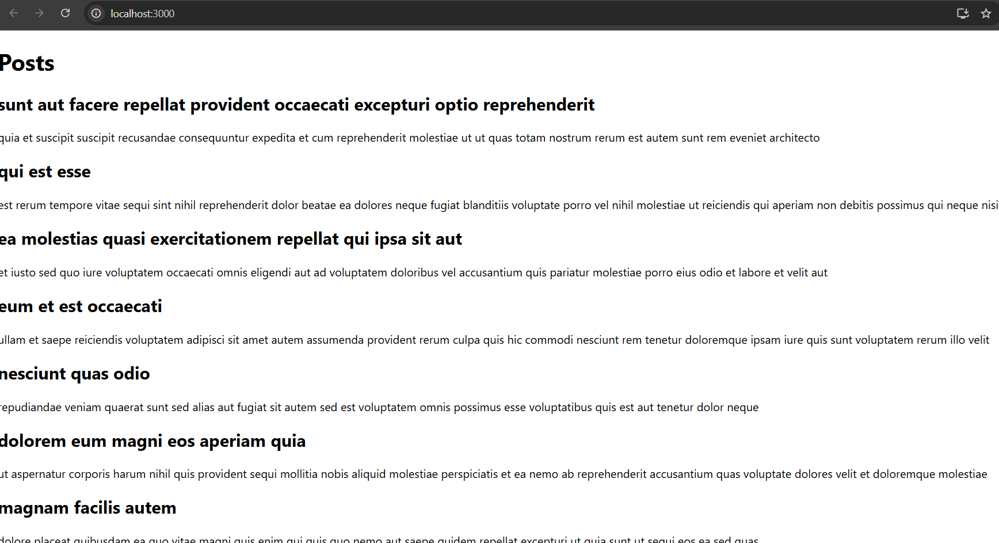 localhost:3000
Posts
sunt aut facere repellat provident occaecati excepturi optio reprehenderit
quia et suscipit suscipit recusandae consequuntur expedita et cum reprehenderit molestiae ut ut quas totam nostrum rerum est autem sunt rem eveniet architecto
qui est esse
est rerum tempore vitae sequi sint nihil reprehenderit dolor beatae ea dolores neque fugiat blanditiis voluptate porro vel nihil molestiae ut reiciendis qui aperiam non debitis possimus qui neque nisi
ea molestias quasi exercitationem repellat qui ipsa sit aut
et iusto sed quo iure voluptatem occaecati omnis eligendi aut ad voluptatem doloribus vel accusantium quis pariatur molestiae porro eius odio et labore et velit aut
eum et est occaecati
ullam et saepe reiciendis voluptatem adipisci sit amet autem assumenda provident rerum culpa quis hic commodi nesciunt rem tenetur doloremque ipsam iure quis sunt voluptatem rerum illo velit
nesciunt quas odio
repudiandae veniam quaerat sunt sed alias aut fugiat sit autem sed est voluptatem omnis possimus esse voluptatibus quis est aut tenetur dolor neque
dolorem eum magni eos aperiam quia
ut aspernatur corporis harum nihil quis provident sequi mollitia nobis aliquid molestiae perspiciatis et ea nemo ab reprehenderit accusantium quas voluptate dolores velit et doloremque molestiae
magnam facilis autem
dolore placeat quibusdam ea quo vitae magni quis enim qui quis quo nemo aut saepe quidem repellat excepturi ut quia sunt ut sequi eos ea sed quas